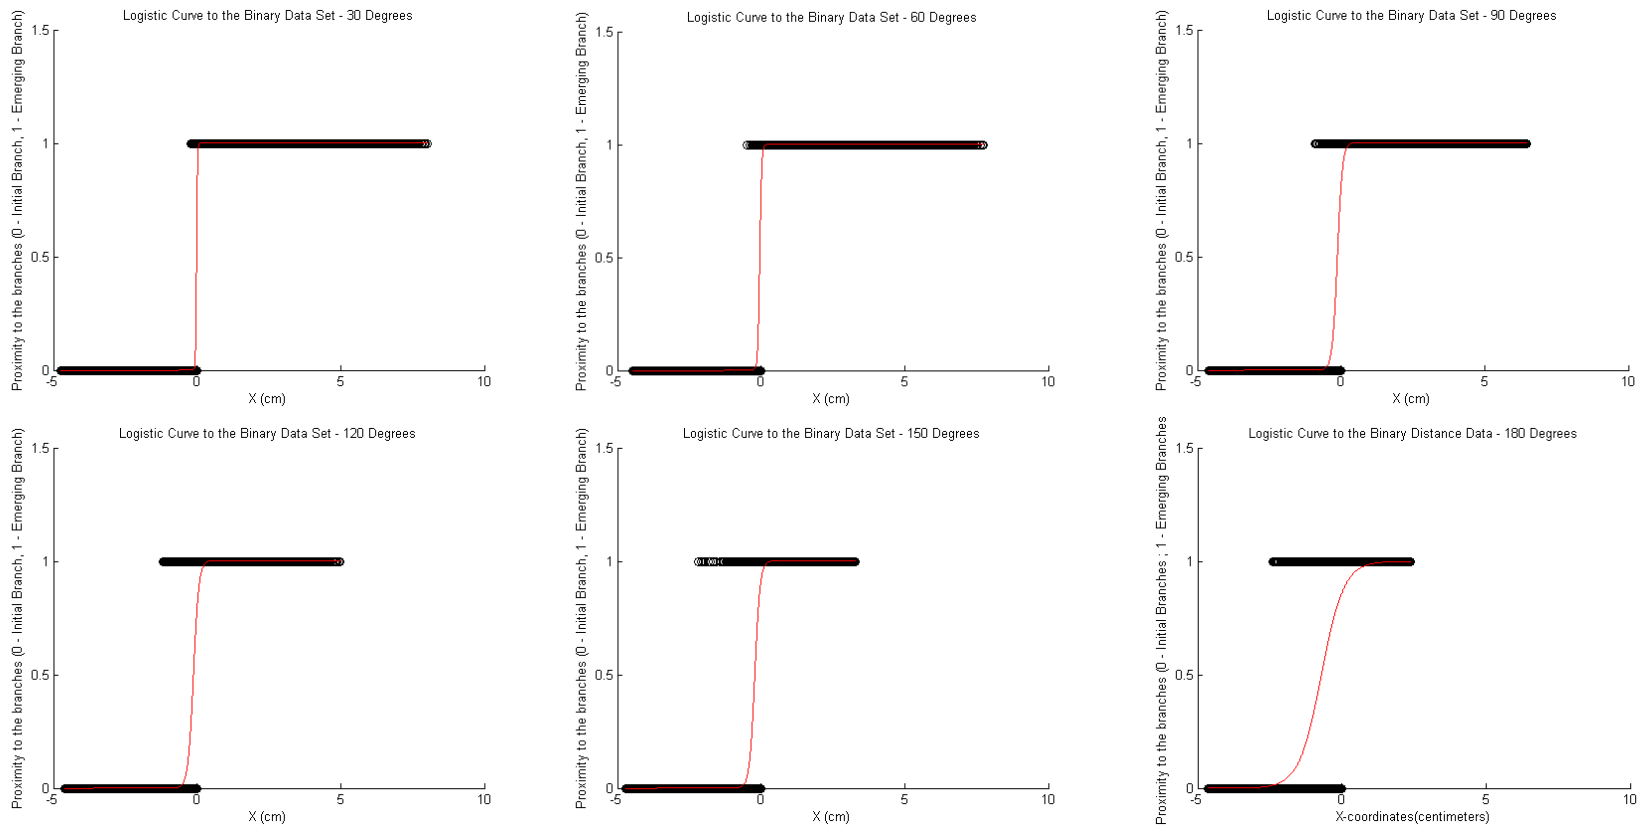 Logistic Curve to the Binary Data Set - 30 Degrees
Proximity to the branches (0 - Initial Branch, 1 - Emerging Branch)
1.5
1
0.5
0
-5
0
5
10
X (cm)
Logistic Curve to the Binary Data Set - 60 Degrees
Proximity to the branches (0 - Initial Branch, 1 - Emerging Branch)
1.5
1
0.5
0
-5
0
5
10
X (cm)
Logistic Curve to the Binary Data Set - 90 Degrees
Proximity to the branches (0 - Initial Branch, 1 - Emerging Branch)
1.5
1
0.5
0
-5
0
5
10
X (cm)
Logistic Curve to the Binary Data Set - 120 Degrees
Proximity to the branches (0 - Initial Branch, 1 - Emerging Branch)
1.5
1
0.5
0
-5
0
5
10
X (cm)
Logistic Curve to the Binary Data Set - 150 Degrees
Proximity to the branches (0 - Initial Branch, 1 - Emerging Branch)
1.5
1
0.5
0
-5
0
5
10
X (cm)
Logistic Curve to the Binary Distance Data - 180 Degrees
Proximity to the branches (0 - Initial Branches ; 1 - Emerging Branches
1.5
1
0.5
0
-5
0
5
10
X-coordinates(centimeters)